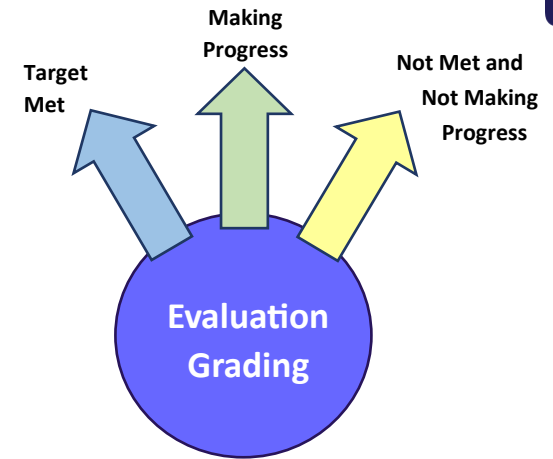 Making
Progress
Target
Met
Not Met and
Not Making
Progress
Evaluation
Grading